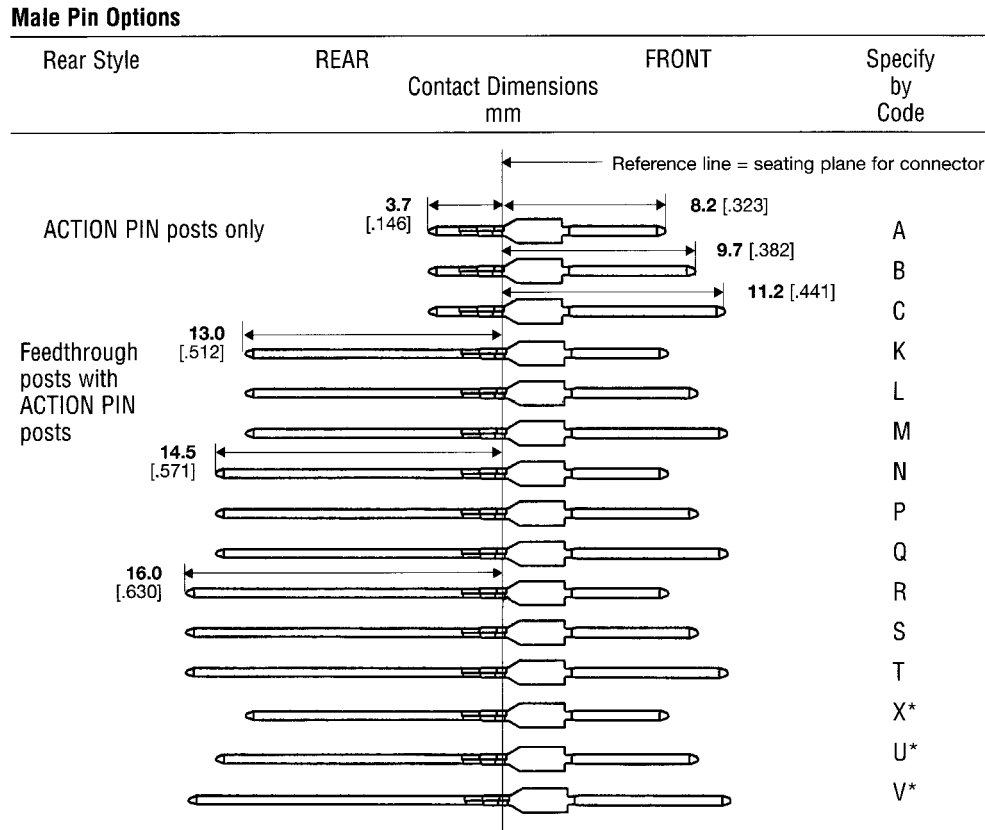 Male Pin Options
Rear Style REAR FRONT Specify
Contact Dimensions by
mm Code
Reference line = seating plane for connector
3.7 8.2 [.323]
ACTION PIN posts only [.146] A
9.7 [.382]
B
11.2 [.441]
C
13.0
Feedthrough [.512] K
posts with L
ACTION PIN
posts M
14.5
[.571] N
P
Q
16.0
[.630] R
S
T
X*
U*
V*